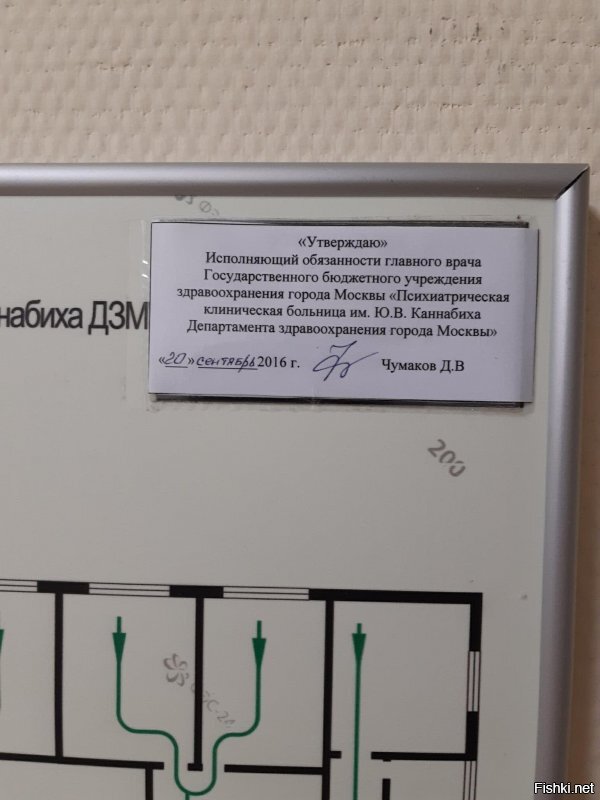 «Утверждаю»
Исполняющий обязанности главного врача
Государственного бюджетного учреждения
здравоохранения города Москвы «Психиатрическая
клиническая больница им. Ю.В. Каннабиха
Департамента здравоохранения города Москвы»
«20» сентябрь 2016 г. Чумаков Д.В
набиха ДЗМ
200
Fishki.net